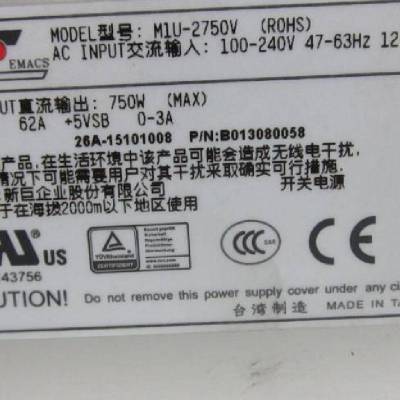 MODEL型号: M1U-2750V (ROHS)
EMACS
AC INPUT交流输入: 100-240V 47-63Hz 12
UT直流输出: 750W (MAX)
62A +5VSB 0-3A
26A-15101008 P/N:B013080058
产品,在生活环境中该产品可能会造成无线电干扰,
情况下可能需要用户对其干扰采取确实可行措施.
新巨企业股份有限公司 开关电源
于在海拔2000m以下地区使用
US
TÜVRheinland
CERTIFIED
CCC
CE
43756
UTION! Do not remove this power supply cover under any circ
台湾制造 MADE IN TA